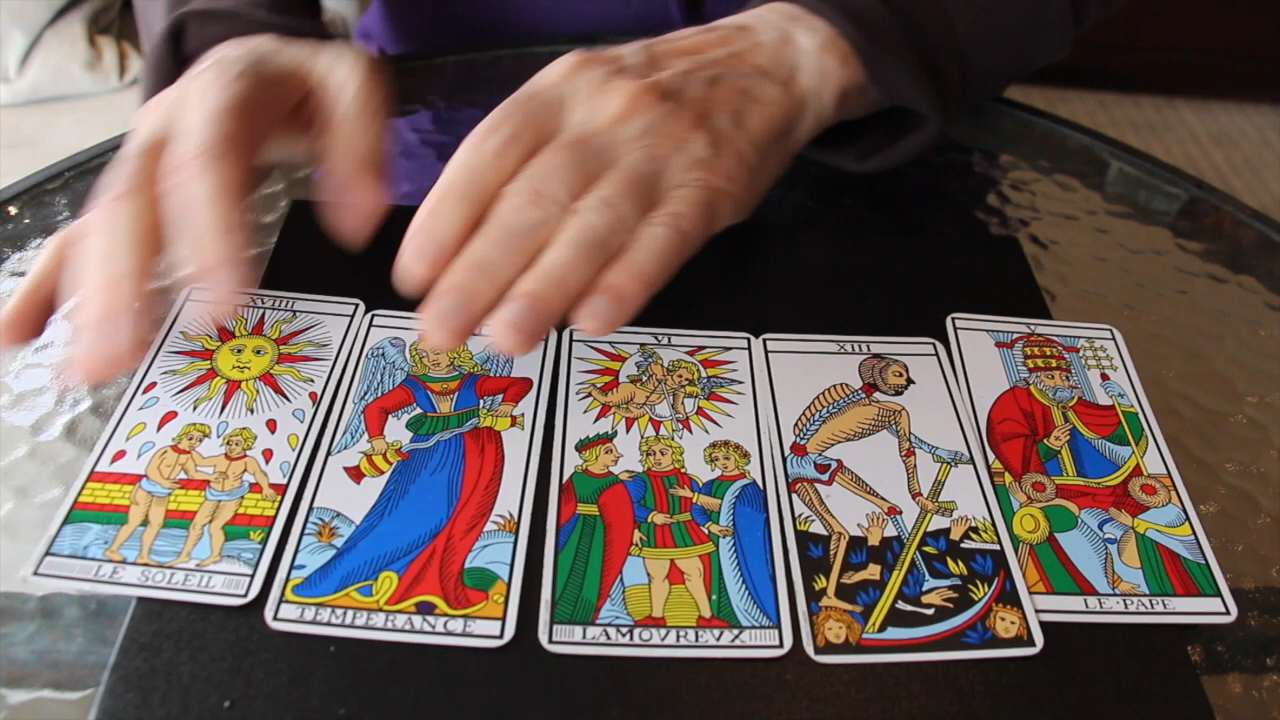 XVIIII
LE SOLEIL
TEMPERANCE
VI
LAMOVREVX
XIII
V
LE·PAPE